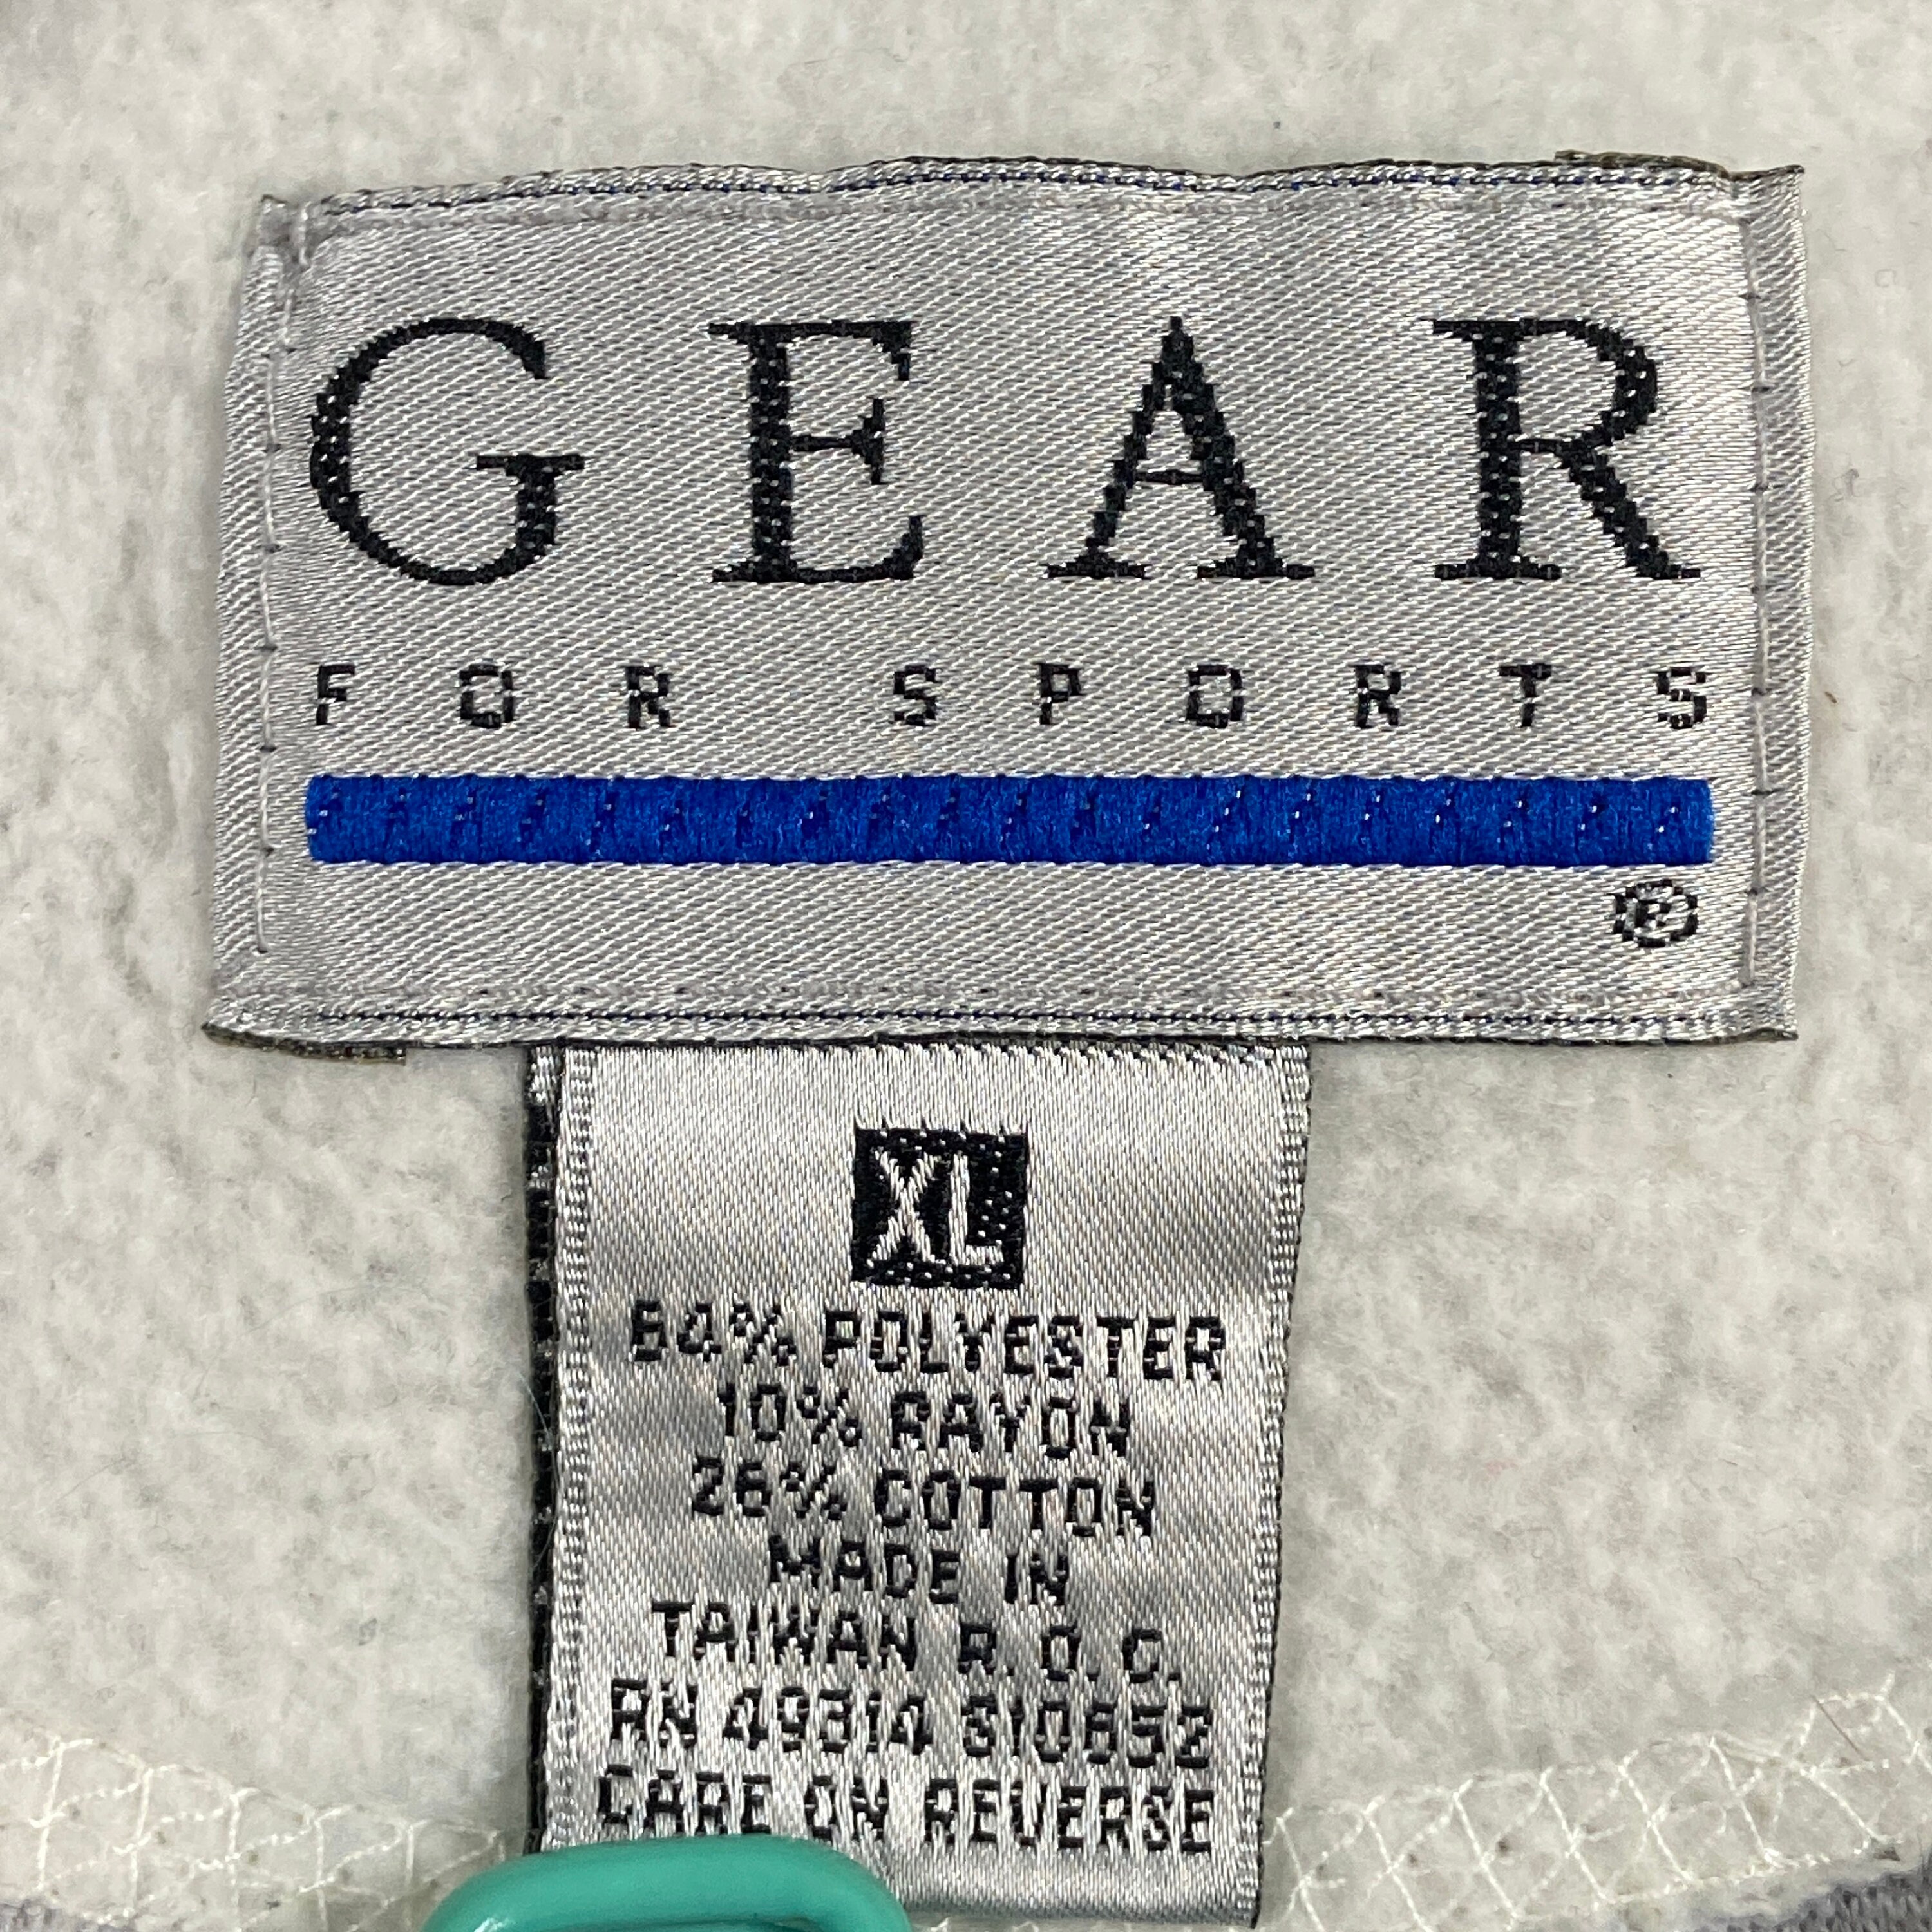 GEAR
FOR SPORTS
®
XL
64% POLYESTER
10% RAYON
26% COTTON
MADE IN
TAIWAN R.O.C.
RN 49314 S10652
CARE ON REVERSE